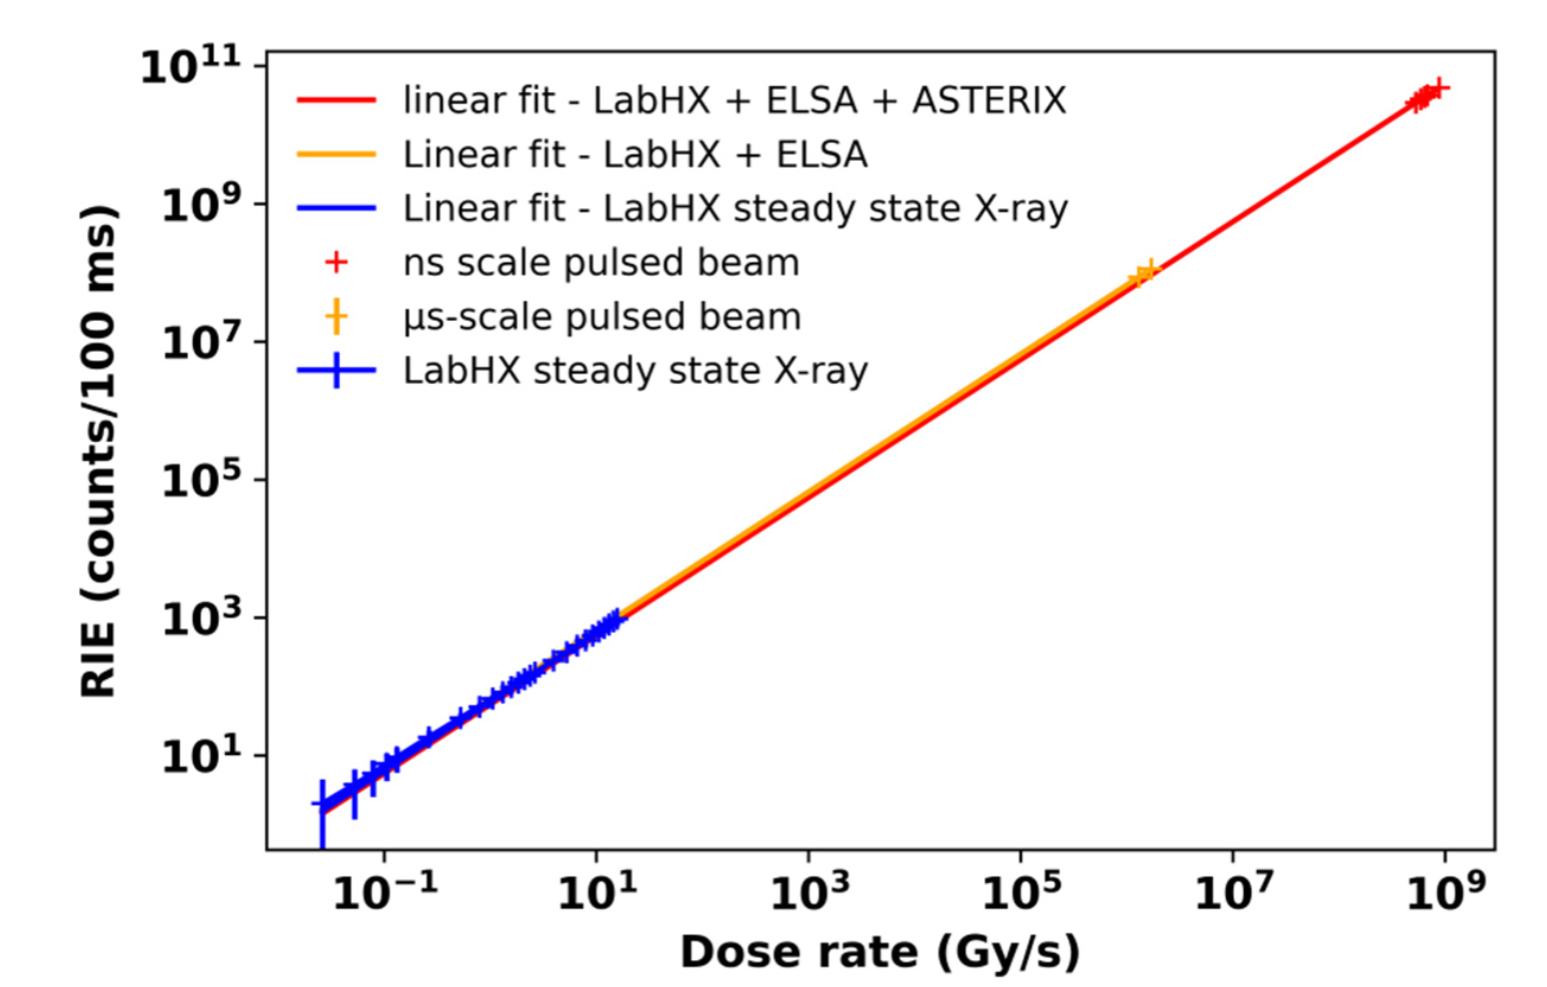 10¹¹
10⁹
10⁷
10⁵
10³
10¹
RIE (counts/100 ms)
linear fit - LabHX + ELSA + ASTERIX
Linear fit - LabHX + ELSA
Linear fit - LabHX steady state X-ray
ns scale pulsed beam
µs-scale pulsed beam
LabHX steady state X-ray
10⁻¹ 10¹ 10³ 10⁵ 10⁷ 10⁹
Dose rate (Gy/s)